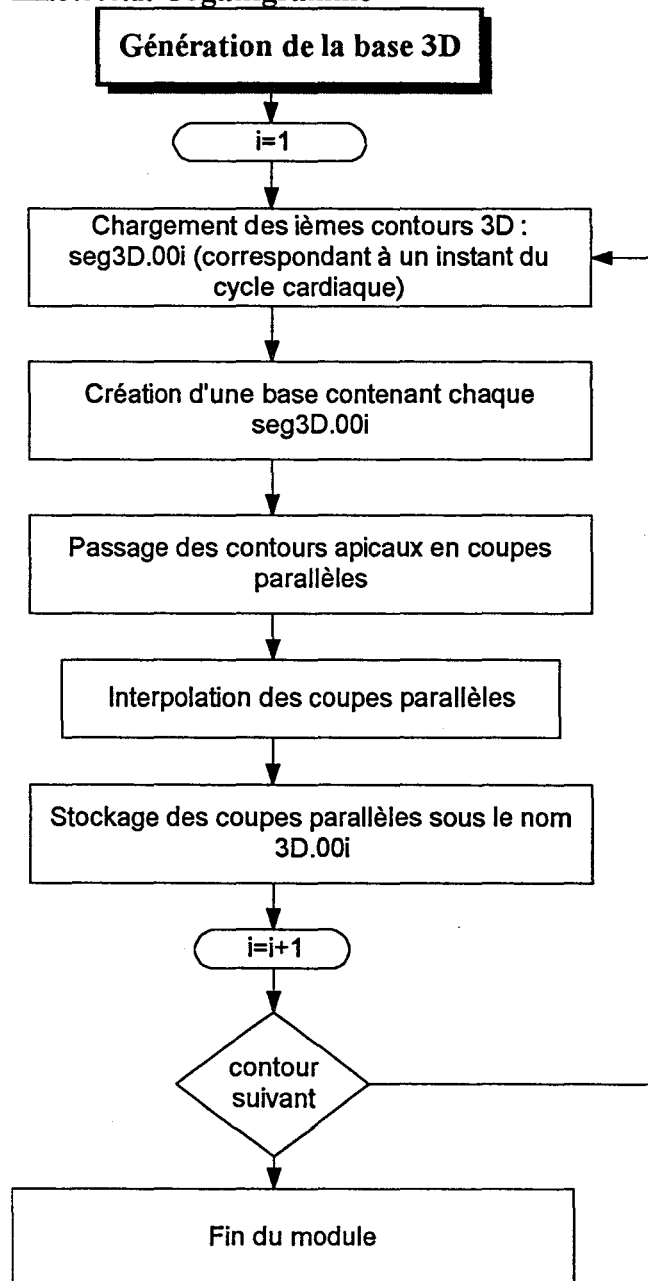 Génération de la base 3D
i=1
Chargement des ièmes contours 3D :
seg3D.00i (correspondant à un instant du
cycle cardiaque)
Création d'une base contenant chaque
seg3D.00i
Passage des contours apicaux en coupes
parallèles
Interpolation des coupes parallèles
Stockage des coupes parallèles sous le nom
3D.00i
i=i+1
contour
suivant
Fin du module